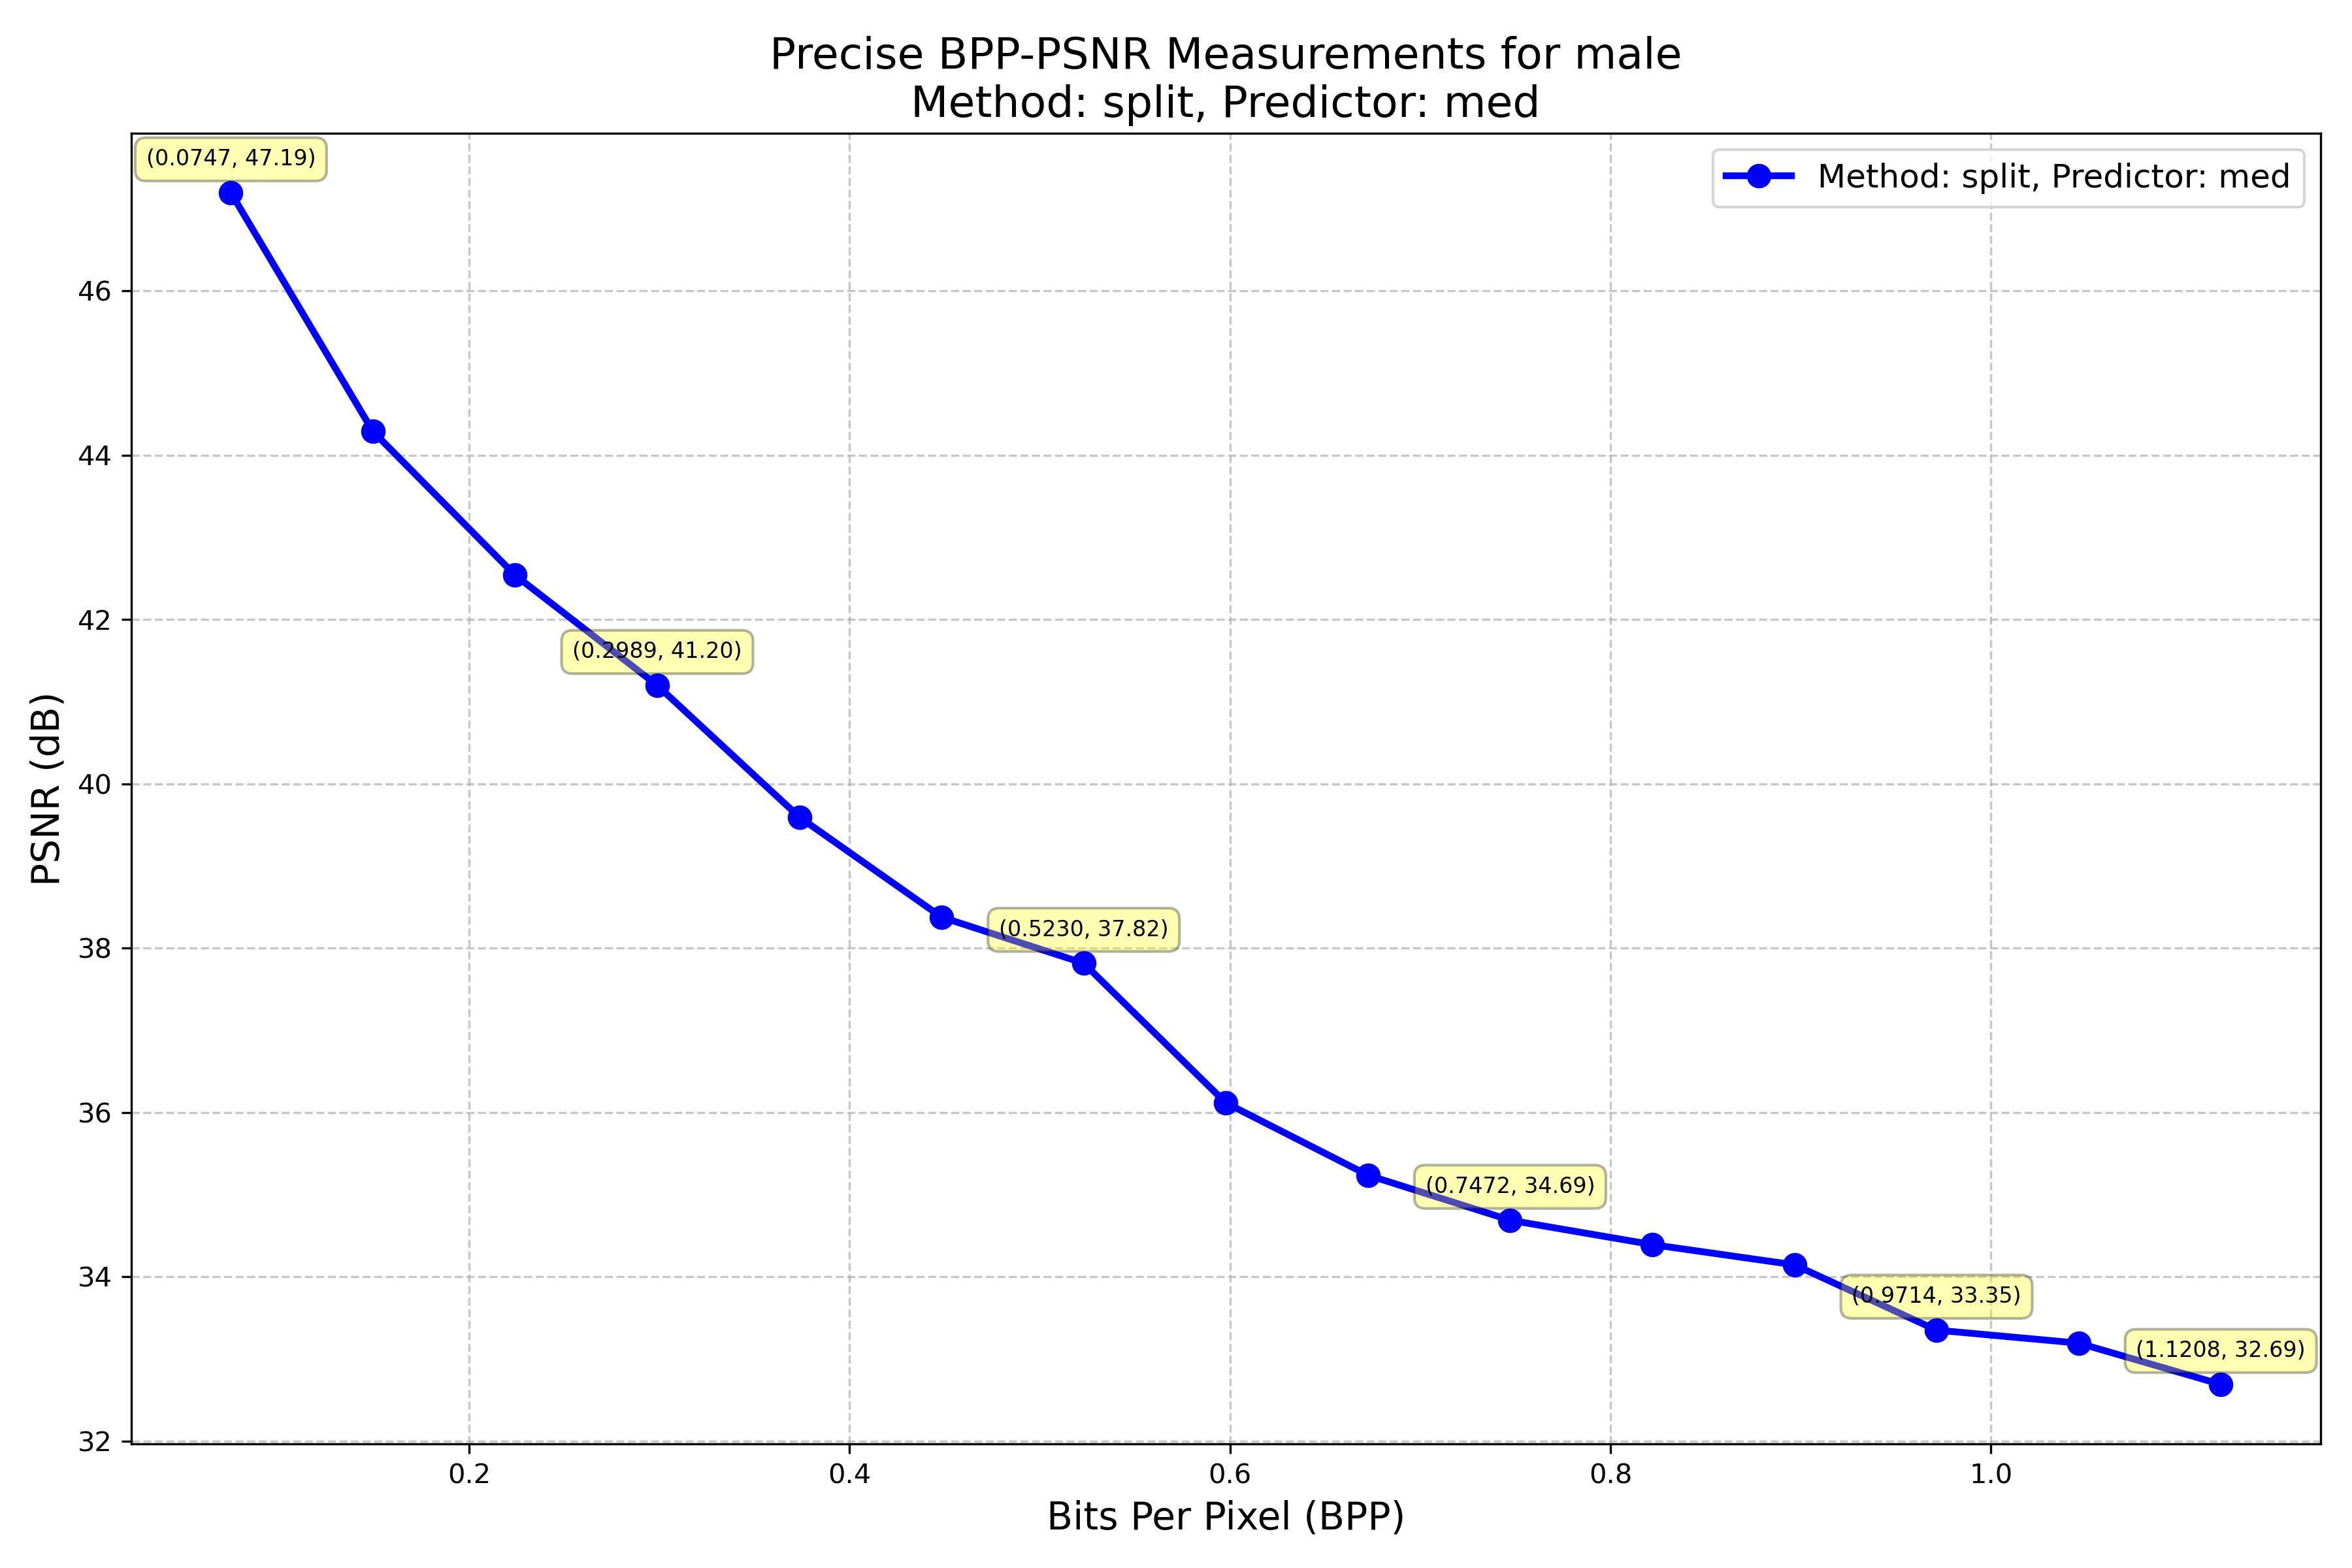 Precise BPP-PSNR Measurements for male
Method: split, Predictor: med
(0.0747, 47.19)
Method: split, Predictor: med
46
44
42
(0.2989, 41.20)
PSNR (dB)
40
(0.5230, 37.82)
38
36
(0.7472, 34.69)
34
(0.9714, 33.35)
(1.1208, 32.69)
32
0.2 0.4 0.6 0.8 1.0
Bits Per Pixel (BPP)